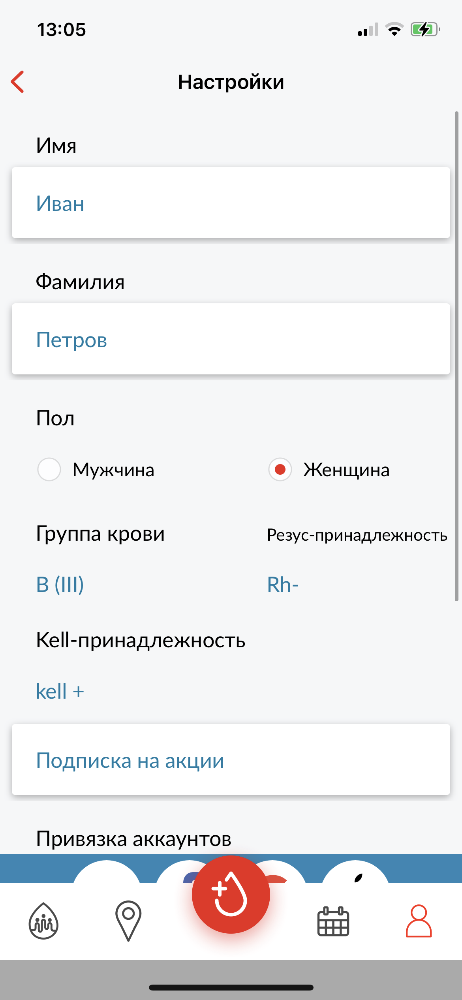 13:05
Настройки
Имя
Иван
Фамилия
Петров
Пол
Мужчина
Женщина
Группа крови
Резус-принадлежность
B (III)
Rh-
Kell-принадлежность
kell +
Подписка на акции
Привязка аккаунтов